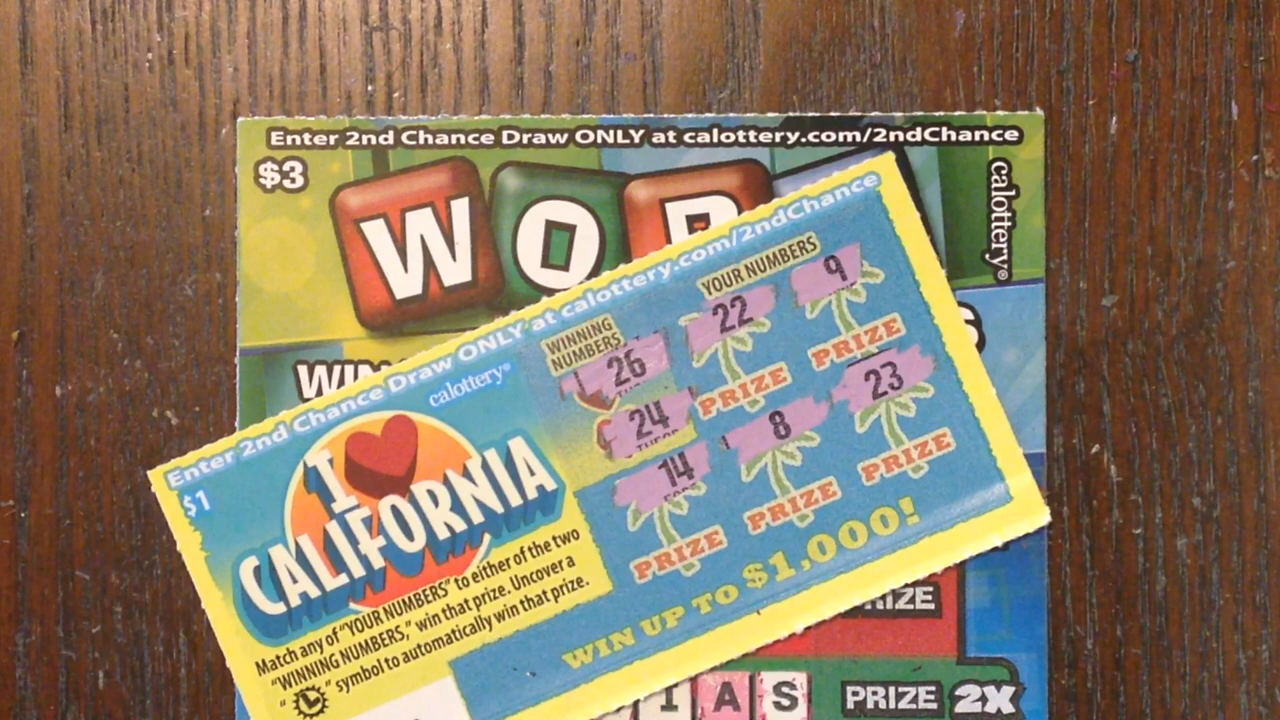 Enter 2nd Chance Draw ONLY at calottery.com/2ndChance
$3
WO
calottery®
WIN
Enter 2nd Chance Draw ONLY at calottery.com/2ndChance
$1
calottery®
I
CALIFORNIA
Match any of "YOUR NUMBERS" to either of the two
"WINNING NUMBERS," win that prize. Uncover a
" " symbol to automatically win that prize.
WINNING
NUMBERS
26
24
YOUR NUMBERS
22
9
PRIZE
PRIZE
14
8
23
PRIZE
PRIZE
PRIZE
WIN UP TO $1,000!
RIZE
I A S
PRIZE 2X